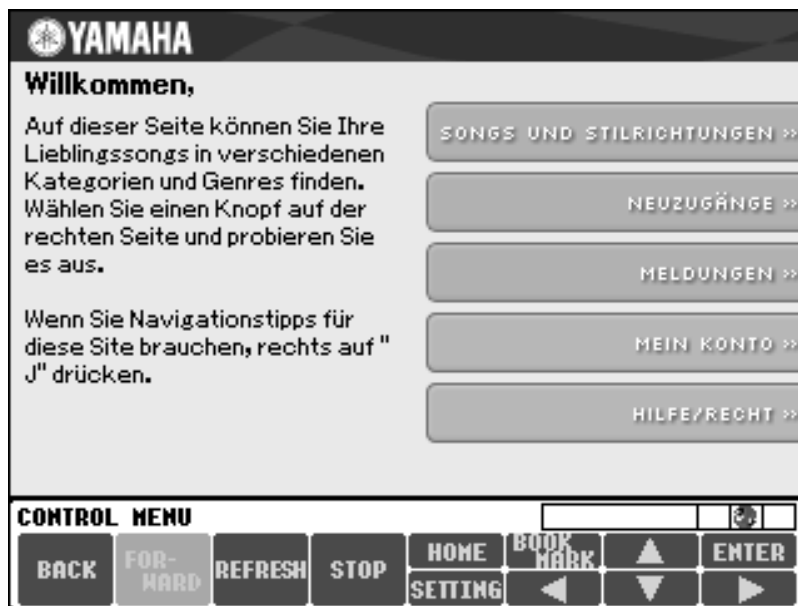 YAMAHA
Willkommen,
Auf dieser Seite können Sie Ihre
Lieblingssongs in verschiedenen
Kategorien und Genres finden.
Wählen Sie einen Knopf auf der
rechten Seite und probieren Sie
es aus.
Wenn Sie Navigationstipps für
diese Site brauchen, rechts auf "
J" drücken.
SONGS UND STILRICHTUNGEN »
NEUZUGÄNGE »
MELDUNGEN »
MEIN KONTO »
HILFE/RECHT »
CONTROL MENU
BACK
FOR-
WARD
REFRESH
STOP
HOME
BOOK
MARK
ENTER
SETTING